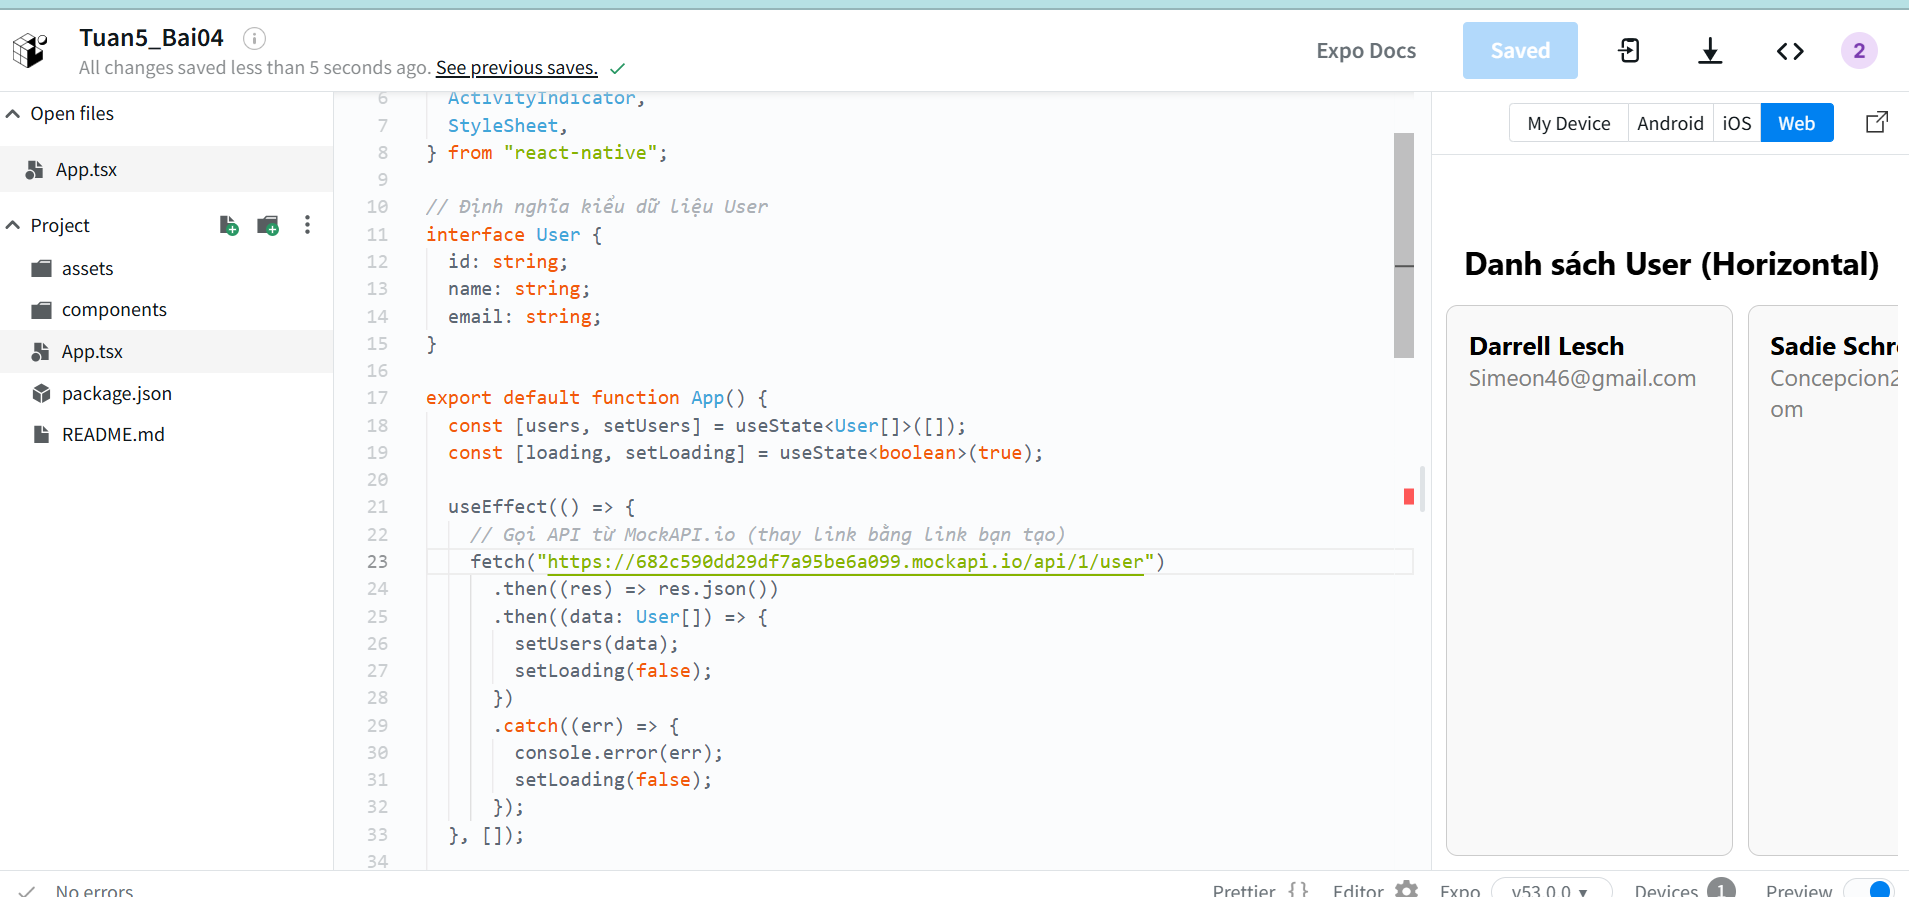 Tuan5_Bai04
All changes saved less than 5 seconds ago. See previous saves.
Expo Docs
Saved
2
Open files
App.tsx
Project
assets
components
App.tsx
package.json
README.md
6 ActivityIndicator,
7 StyleSheet,
8 } from "react-native";
9
10 // Định nghĩa kiểu dữ liệu User
11 interface User {
12 id: string;
13 name: string;
14 email: string;
15 }
16
17 export default function App() {
18 const [users, setUsers] = useState<User[]>([]);
19 const [loading, setLoading] = useState<boolean>(true);
20
21 useEffect(() => {
22 // Gọi API từ MockAPI.io (thay link bằng link bạn tạo)
23 fetch("https://682c590dd29df7a95be6a099.mockapi.io/api/1/user")
24 .then((res) => res.json())
25 .then((data: User[]) => {
26 setUsers(data);
27 setLoading(false);
28 })
29 .catch((err) => {
30 console.error(err);
31 setLoading(false);
32 });
33 }, []);
34
My Device Android iOS Web
Danh sách User (Horizontal)
Darrell Lesch
Simeon46@gmail.com
Sadie Schr
Concepcion2
om
No errors
Prettier {} Editor Expo v53.0.0 Devices 1 Preview